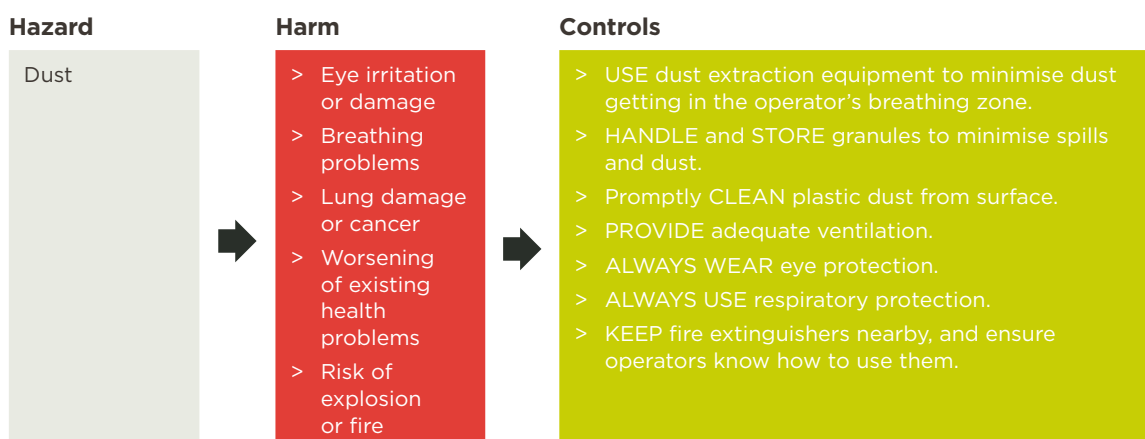 Hazard
Harm
Controls
Dust
> Eye irritation
or damage
> Breathing
problems
> Lung damage
or cancer
> Worsening
of existing
health
problems
> Risk of
explosion
or fire
> USE dust extraction equipment to minimise dust
getting in the operator’s breathing zone.
> HANDLE and STORE granules to minimise spills
and dust.
> Promptly CLEAN plastic dust from surface.
> PROVIDE adequate ventilation.
> ALWAYS WEAR eye protection.
> ALWAYS USE respiratory protection.
> KEEP fire extinguishers nearby, and ensure
operators know how to use them.